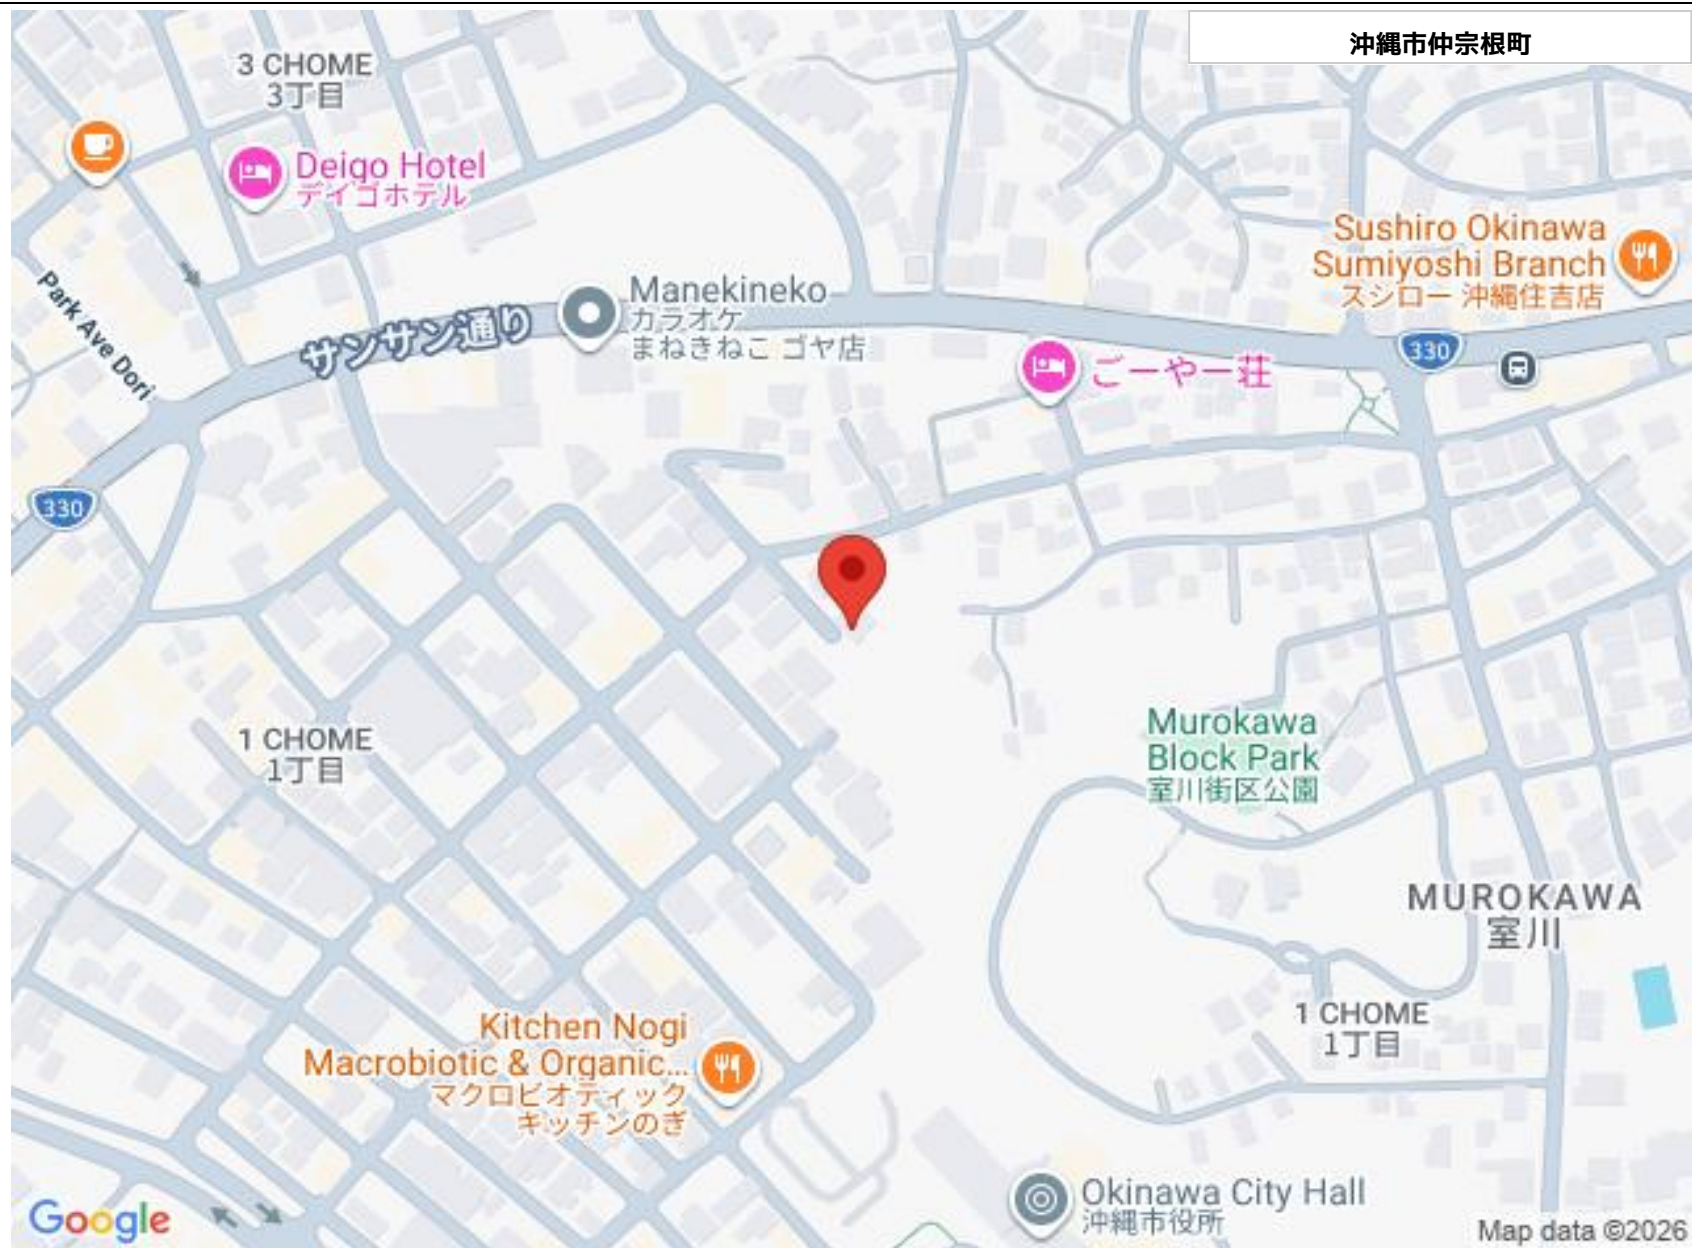 沖縄市仲宗根町
3 CHOME
3丁目
Deigo Hotel
デイゴホテル
Sushiro Okinawa
Sumiyoshi Branch
スシロー 沖縄住吉店
Park Ave Dori
サンサン通り
Manekineko
カラオケ
まねきねこ ゴヤ店
330
ごーやー荘
330
Murokawa
Block Park
室川街区公園
1 CHOME
1丁目
MUROKAWA
室川
1 CHOME
1丁目
Kitchen Nogi
Macrobiotic & Organic...
マクロビオティック
キッチンのぎ
Okinawa City Hall
沖縄市役所
Google
Map data ©2026